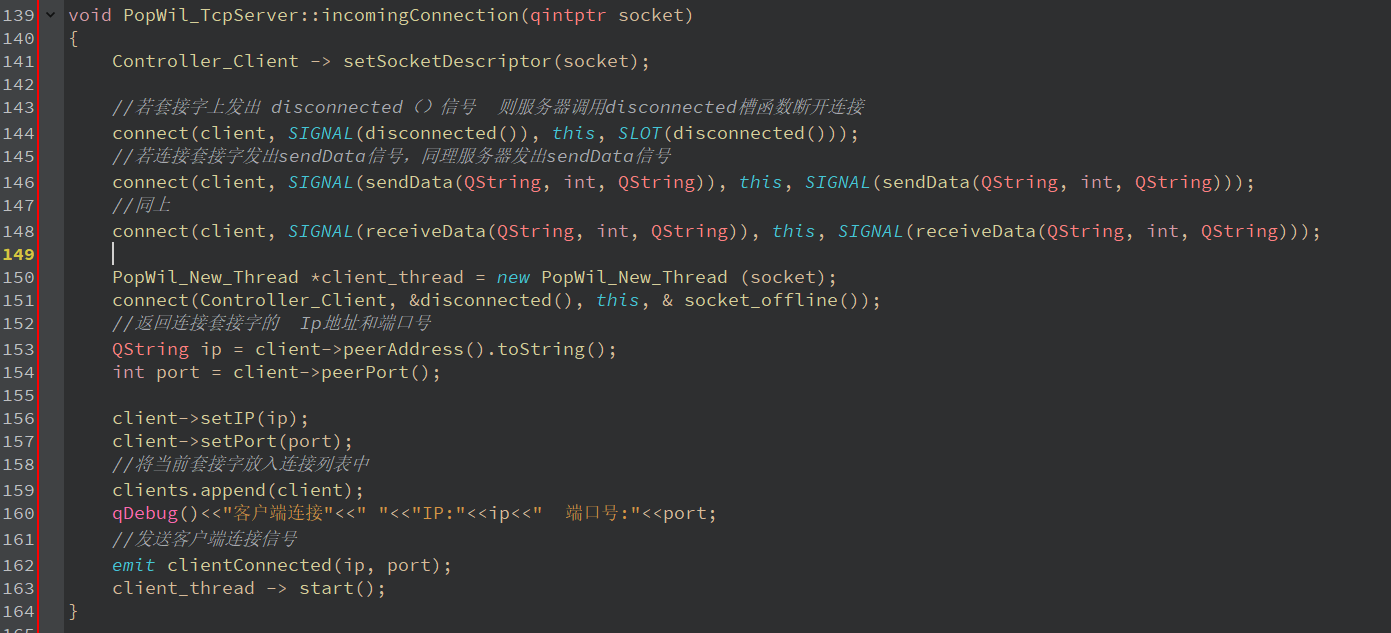 139 void PopWil_TcpServer::incomingConnection(qintptr socket)
140 {
141 Controller_Client -> setSocketDescriptor(socket);
142
143 //若套接字上发出 disconnected（）信号  则服务器调用disconnected槽函数断开连接
144 connect(client, SIGNAL(disconnected()), this, SLOT(disconnected()));
145 //若连接套接字发出sendData信号，同理服务器发出sendData信号
146 connect(client, SIGNAL(sendData(QString, int, QString)), this, SIGNAL(sendData(QString, int, QString)));
147 //同上
148 connect(client, SIGNAL(receiveData(QString, int, QString)), this, SIGNAL(receiveData(QString, int, QString)));
149
150 PopWil_New_Thread *client_thread = new PopWil_New_Thread (socket);
151 connect(Controller_Client, &disconnected(), this, & socket_offline());
152 //返回连接套接字的  Ip地址和端口号
153 QString ip = client->peerAddress().toString();
154 int port = client->peerPort();
155
156 client->setIP(ip);
157 client->setPort(port);
158 //将当前套接字放入连接列表中
159 clients.append(client);
160 qDebug()<<"客户端连接"<<" "<<"IP:"<<ip<<"  端口号:"<<port;
161 //发送客户端连接信号
162 emit clientConnected(ip, port);
163 client_thread -> start();
164 }
165